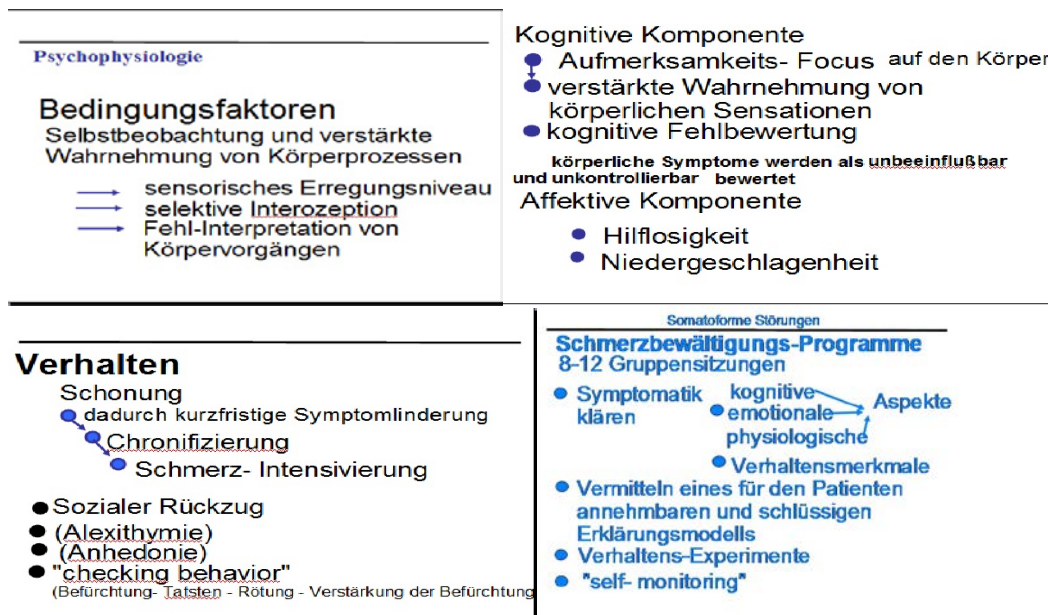 Psychophysiologie
Bedingungsfaktoren
Selbstbeobachtung und verstärkte
Wahrnehmung von Körperprozessen
sensorisches Erregungsniveau
selektive Interozeption
Fehl-Interpretation von
Körpervorgängen
Kognitive Komponente
Aufmerksamkeits- Focus auf den Körper
verstärkte Wahrnehmung von
körperlichen Sensationen
kognitive Fehlbewertung
körperliche Symptome werden als unbeeinflußbar
und unkontrollierbar bewertet
Affektive Komponente
Hilflosigkeit
Niedergeschlagenheit
Verhalten
Schonung
dadurch kurzfristige Symptomlinderung
Chronifizierung
Schmerz- Intensivierung
Sozialer Rückzug
(Alexithymie)
(Anhedonie)
"checking behavior"
(Befürchtung- Tatsten - Rötung - Verstärkung der Befürchtung
Somatoforme Störungen
Schmerzbewältigungs-Programme
8-12 Gruppensitzungen
Symptomatik
klären
kognitive
emotionale
physiologische
Aspekte
Verhaltensmerkmale
Vermitteln eines für den Patienten
annehmbaren und schlüssigen
Erklärungsmodells
Verhaltens-Experimente
"self- monitoring"